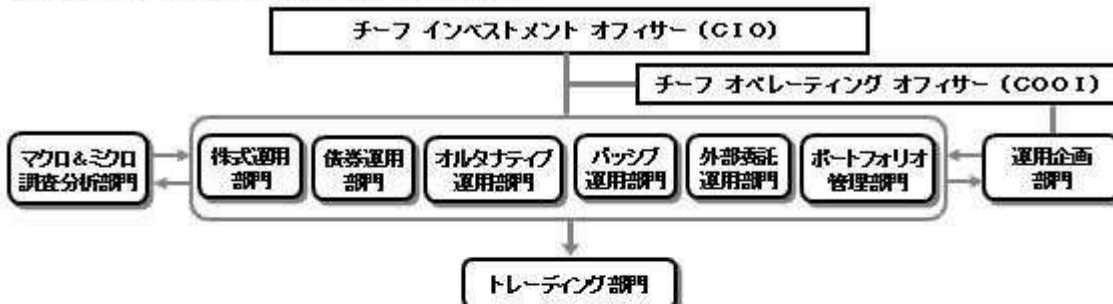 チーフ インベストメント オフィサー (CIO)
チーフ オペレーティング オフィサー (COOI)
マクロ&ミクロ
調査分析部門
株式運用
部門
債券運用
部門
オルタナティブ
運用部門
パッシブ
運用部門
外部委託
運用部門
ポートフォリオ
管理部門
運用企画
部門
トレーディング部門